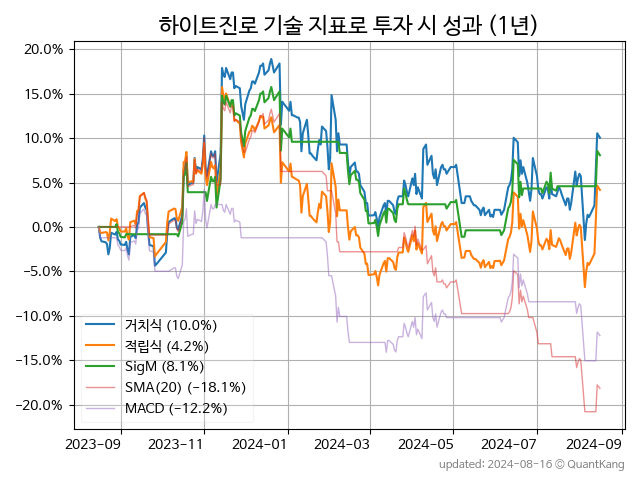 하이트진로 기술 지표로 투자 시 성과 (1년)
20.0%
15.0%
10.0%
5.0%
0.0%
−5.0%
−10.0%
−15.0%
−20.0%
거치식 (10.0%)
적립식 (4.2%)
SigM (8.1%)
SMA(20) (−18.1%)
MACD (−12.2%)
2023-09 2023-11 2024-01 2024-03 2024-05 2024-07 2024-09
updated: 2024-08-16 © QuantKang